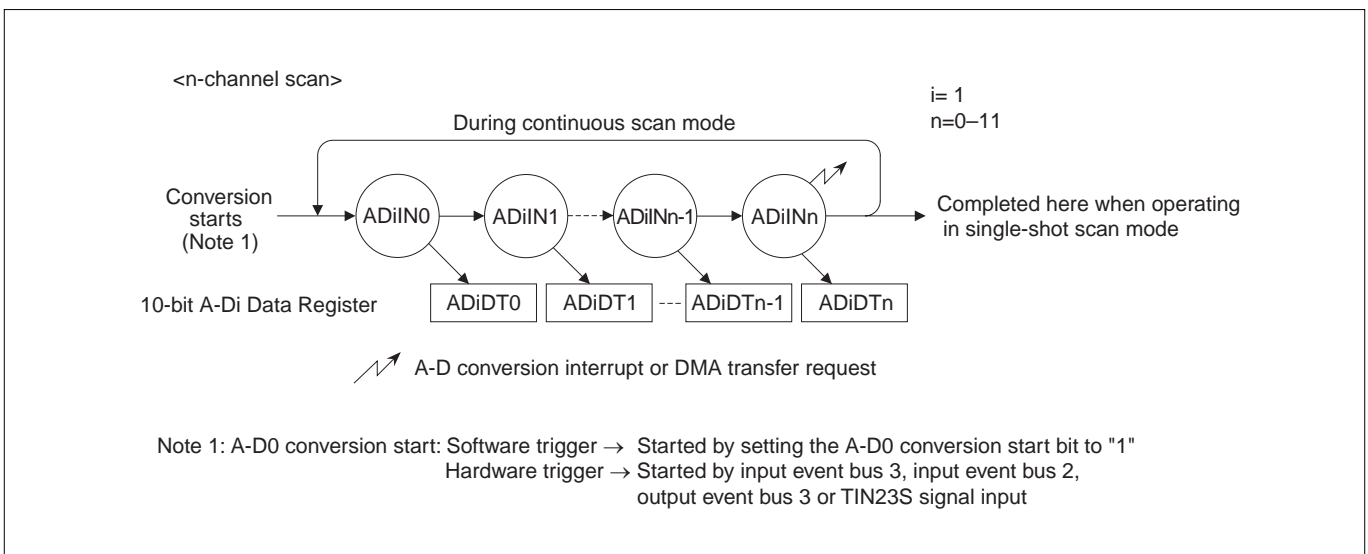 <n-channel scan>
i= 1
n=0–11
During continuous scan mode
Conversion
starts
(Note 1)
ADiIN0
ADiIN1
ADiINn-1
ADiINn
Completed here when operating
in single-shot scan mode
10-bit A-Di Data Register
ADiDT0
ADiDT1
ADiDTn-1
ADiDTn
A-D conversion interrupt or DMA transfer request
Note 1: A-D0 conversion start: Software trigger → Started by setting the A-D0 conversion start bit to "1"
Hardware trigger → Started by input event bus 3, input event bus 2,
output event bus 3 or TIN23S signal input